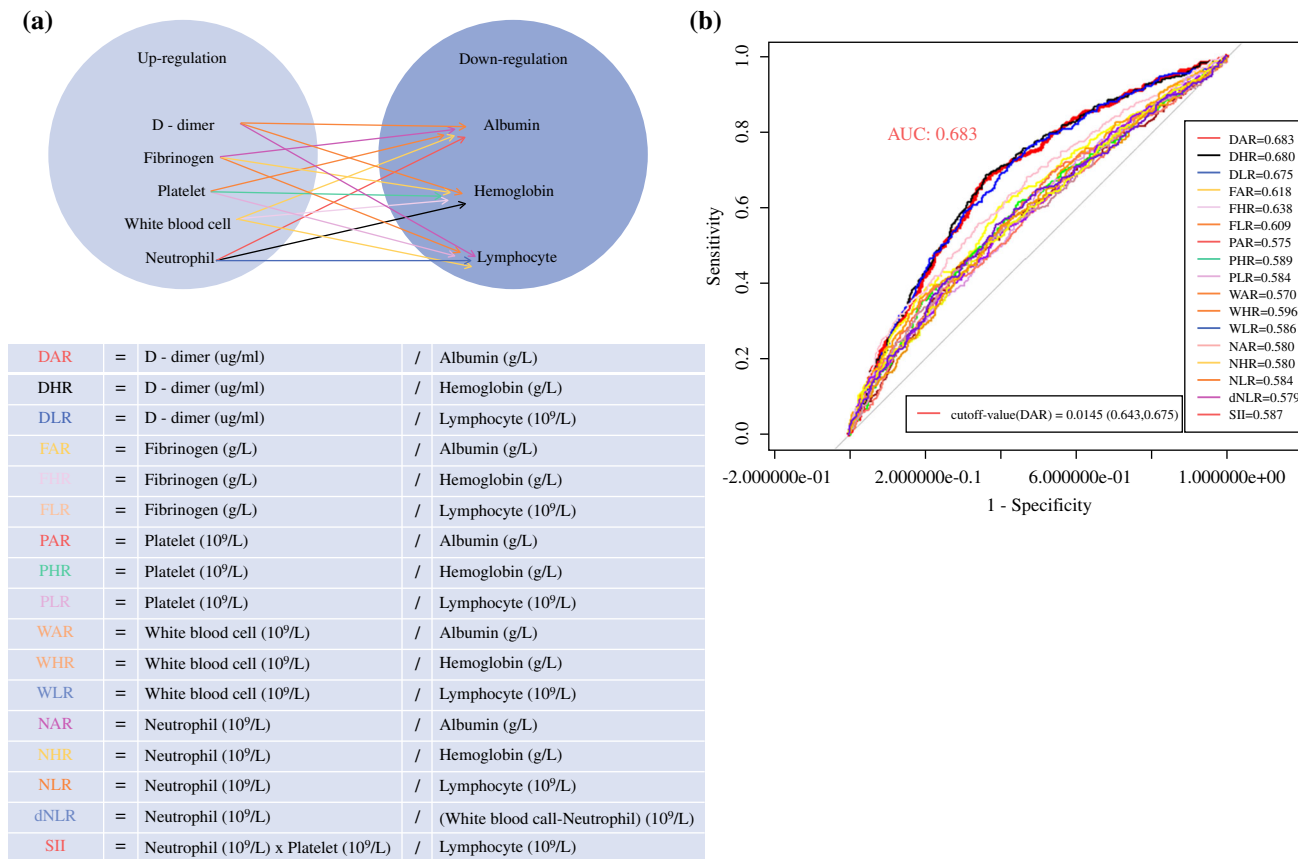 (a)
Up-regulation
Down-regulation
D - dimer
Albumin
Fibrinogen
Platelet
Hemoglobin
White blood cell
Neutrophil
Lymphocyte
DAR = D - dimer (ug/ml) / Albumin (g/L)
DHR = D - dimer (ug/ml) / Hemoglobin (g/L)
DLR = D - dimer (ug/ml) / Lymphocyte (10⁹/L)
FAR = Fibrinogen (g/L) / Albumin (g/L)
FHR = Fibrinogen (g/L) / Hemoglobin (g/L)
FLR = Fibrinogen (g/L) / Lymphocyte (10⁹/L)
PAR = Platelet (10⁹/L) / Albumin (g/L)
PHR = Platelet (10⁹/L) / Hemoglobin (g/L)
PLR = Platelet (10⁹/L) / Lymphocyte (10⁹/L)
WAR = White blood cell (10⁹/L) / Albumin (g/L)
WHR = White blood cell (10⁹/L) / Hemoglobin (g/L)
WLR = White blood cell (10⁹/L) / Lymphocyte (10⁹/L)
NAR = Neutrophil (10⁹/L) / Albumin (g/L)
NHR = Neutrophil (10⁹/L) / Hemoglobin (g/L)
NLR = Neutrophil (10⁹/L) / Lymphocyte (10⁹/L)
dNLR = Neutrophil (10⁹/L) / (White blood call-Neutrophil) (10⁹/L)
SII = Neutrophil (10⁹/L) x Platelet (10⁹/L) / Lymphocyte (10⁹/L)
(b)
Sensitivity
1.0
0.8
0.6
0.4
0.2
0.0
AUC: 0.683
DAR=0.683
DHR=0.680
DLR=0.675
FAR=0.618
FHR=0.638
FLR=0.609
PAR=0.575
PHR=0.589
PLR=0.584
WAR=0.570
WHR=0.596
WLR=0.586
NAR=0.580
NHR=0.580
NLR=0.584
dNLR=0.579
SII=0.587
cutoff-value(DAR) = 0.0145 (0.643,0.675)
-2.0000000e-01 2.000000e-0.1 6.000000e-01 1.000000e+00
1 - Specificity